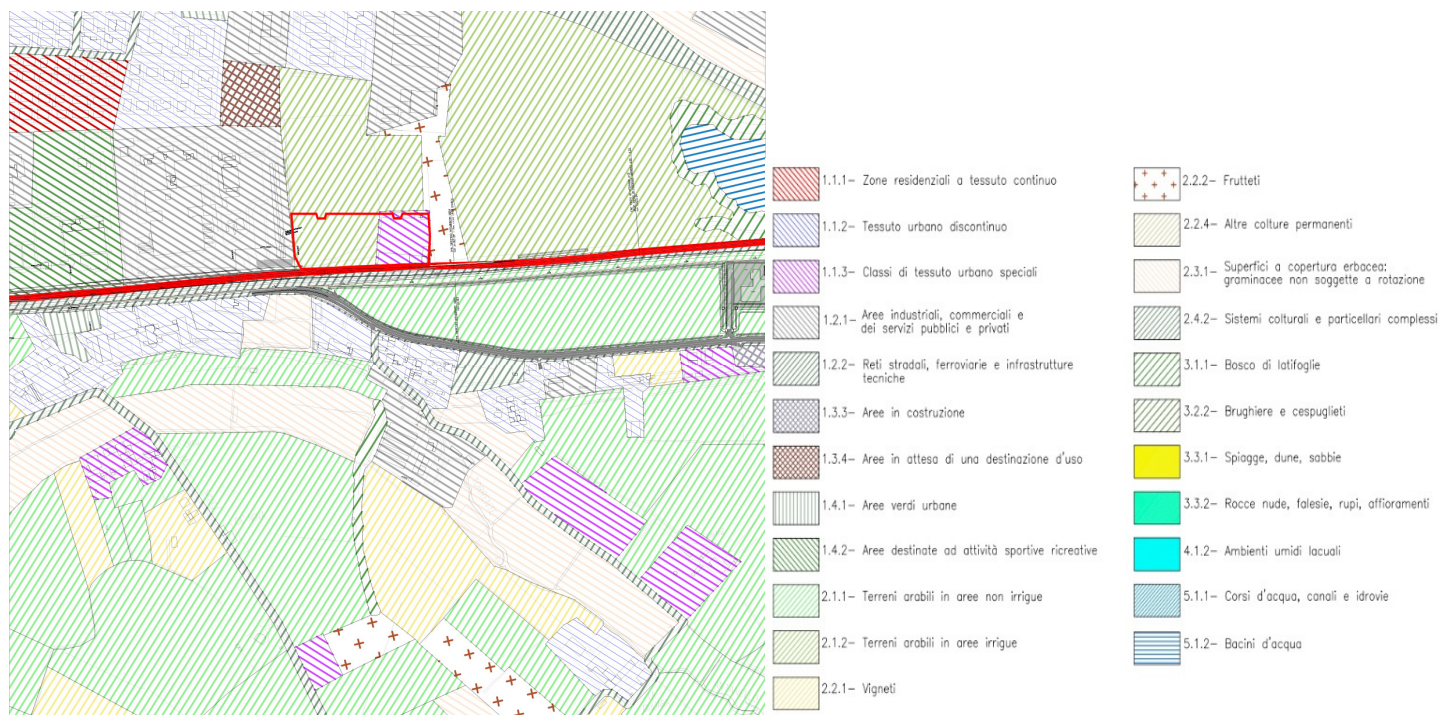 1.1.1- Zone residenziali a tessuto continuo
1.1.2- Tessuto urbano discontinuo
1.1.3- Classi di tessuto urbano speciali
1.2.1- Aree industriali, commerciali e
dei servizi pubblici e privati
1.2.2- Reti stradali, ferroviarie e infrastrutture
tecniche
1.3.3- Aree in costruzione
1.3.4- Aree in attesa di una destinazione d'uso
1.4.1- Aree verdi urbane
1.4.2- Aree destinate ad attività sportive ricreative
2.1.1- Terreni arabili in aree non irrigue
2.1.2- Terreni arabili in aree irrigue
2.2.1- Vigneti
2.2.2- Frutteti
2.2.4- Altre colture permanenti
2.3.1- Superfici a copertura erbacea:
graminacee non soggette a rotazione
2.4.2- Sistemi colturali e particellari complessi
3.1.1- Bosco di latifoglie
3.2.2- Brughiere e cespuglieti
3.3.1- Spiagge, dune, sabbie
3.3.2- Rocce nude, falesie, rupi, affioramenti
4.1.2- Ambienti umidi lacuali
5.1.1- Corsi d'acqua, canali e idrovie
5.1.2- Bacini d'acqua